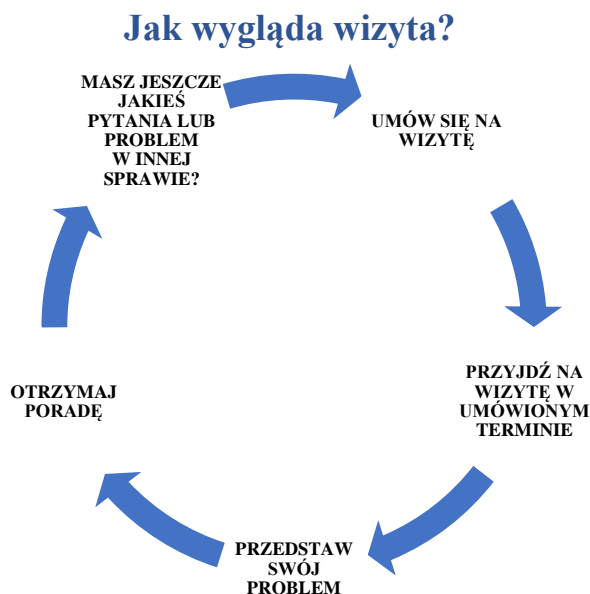 Jak wygląda wizyta?
MASZ JESZCZE
JAKIEŚ
PYTANIA LUB
PROBLEM
W INNEJ
SPRAWIE?
UMÓW SIĘ NA
WIZYTĘ
PRZYJDŹ NA
WIZYTĘ W
UMÓWIONYM
TERMINIE
PRZEDSTAW
SWÓJ
PROBLEM
OTRZYMAJ
PORADĘ